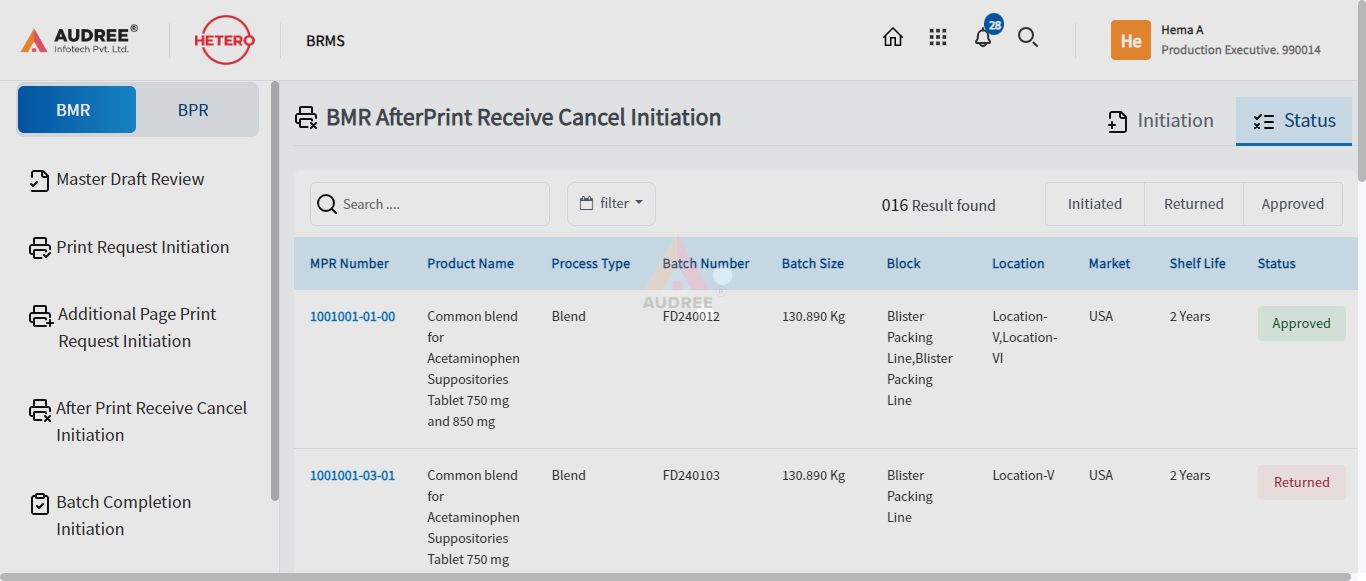 AUDREE®
Infotech Pvt. Ltd.
HETERO
BRMS
28
He
Hema A
Production Executive. 990014
BMR
BPR
Master Draft Review
Print Request Initiation
Additional Page Print
Request Initiation
After Print Receive Cancel
Initiation
Batch Completion
Initiation
BMR AfterPrint Receive Cancel Initiation
Initiation
Status
Search ....
filter
016 Result found
Initiated
Returned
Approved
MPR Number Product Name Process Type Batch Number Batch Size Block Location Market Shelf Life Status
AUDREE®
1001001-01-00 Common blend Blend FD240012 130.890 Kg Blister Location- USA 2 Years Approved
for Packing V,Location-
Acetaminophen Line,Blister VI
Suppositories Packing
Tablet 750 mg Line
and 850 mg
1001001-03-01 Common blend Blend FD240103 130.890 Kg Blister Location-V USA 2 Years Returned
for Packing
Acetaminophen Line
Suppositories
Tablet 750 mg